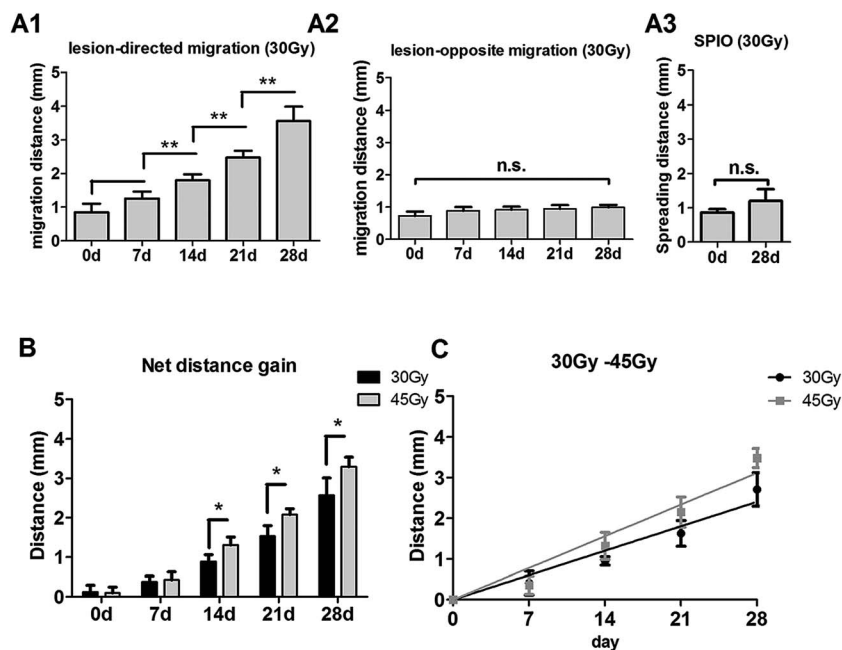 A1
lesion-directed migration (30Gy)
migration distance (mm)
5
4
3
2
1
0
**
**
**
0d 7d 14d 21d 28d
A2
lesion-opposite migration (30Gy)
migration distance (mm)
5
4
3
2
1
0
n.s.
0d 7d 14d 21d 28d
A3
SPIO (30Gy)
Spreading distance (mm)
5
4
3
2
1
0
n.s.
0d 28d
B
Net distance gain
30Gy
45Gy
Distance (mm)
5
4
3
2
1
0
*
*
*
0d 7d 14d 21d 28d
C
30Gy -45Gy
30Gy
45Gy
Distance (mm)
5
4
3
2
1
0
0 7 14 21 28
day